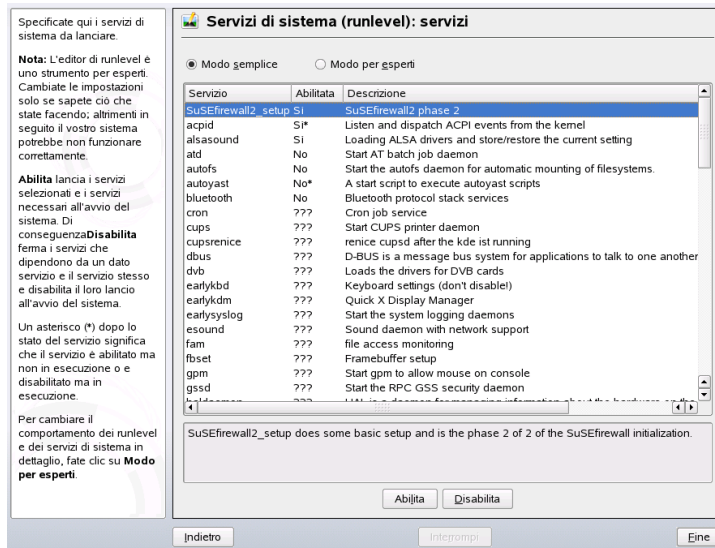 Specificate qui i servizi di
sistema da lanciare.
Nota: L'editor di runlevel è
uno strumento per esperti.
Cambiate le impostazioni
solo se sapete ciò che
state facendo; altrimenti in
seguito il vostro sistema
potrebbe non funzionare
correttamente.
Abilita lancia i servizi
selezionati e i servizi
necessari all'avvio del
sistema. Di
conseguenzaDisabilita
ferma i servizi che
dipendono da un dato
servizio e il servizio stesso
e disabilita il loro lancio
all'avvio del sistema.
Un asterisco (*) dopo lo
stato del servizio significa
che il servizio è abilitato ma
non in esecuzione o è
disabilitato ma in
esecuzione.
Per cambiare il
comportamento dei runlevel
e dei servizi di sistema in
dettaglio, fate clic su Modo
per esperti.
Servizi di sistema (runlevel): servizi
Modo semplice Modo per esperti
Servizio Abilitata Descrizione
SuSEfirewall2_setup Sì SuSEfirewall2 phase 2
acpid Sì* Listen and dispatch ACPI events from the kernel
alsasound Sì Loading ALSA drivers and store/restore the current setting
atd No Start AT batch job daemon
autofs No Start the autofs daemon for automatic mounting of filesystems.
autoyast No* A start script to execute autoyast scripts
bluetooth No Bluetooth protocol stack services
cron ??? Cron job service
cups ??? Start CUPS printer daemon
cupsrenice ??? renice cupsd after the kde ist running
dbus ??? D-BUS is a message bus system for applications to talk to one another
dvb ??? Loads the drivers for DVB cards
earlykbd ??? Keyboard settings (don't disable!)
earlykdm ??? Quick X Display Manager
earlysyslog ??? Start the system logging daemons
esound ??? Sound daemon with network support
fam ??? file access monitoring
fbset ??? Framebuffer setup
gpm ??? Start gpm to allow mouse on console
gssd ??? Start the RPC GSS security daemon
haldaemon ??? HAL is a daemon for managing information about the hardware on the
SuSEfirewall2_setup does some basic setup and is the phase 2 of 2 of the SuSEfirewall initialization.
Abilita Disabilita
Indietro Interrompi Fine